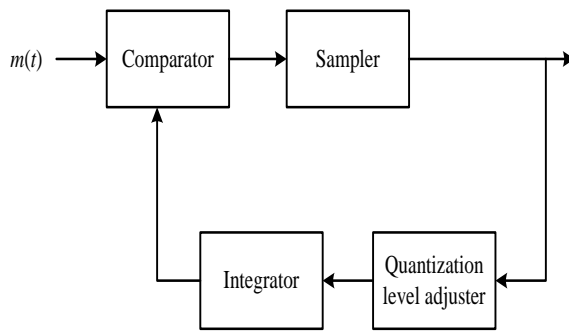 m(t)
Comparator
Sampler
Integrator
Quantization
level adjuster